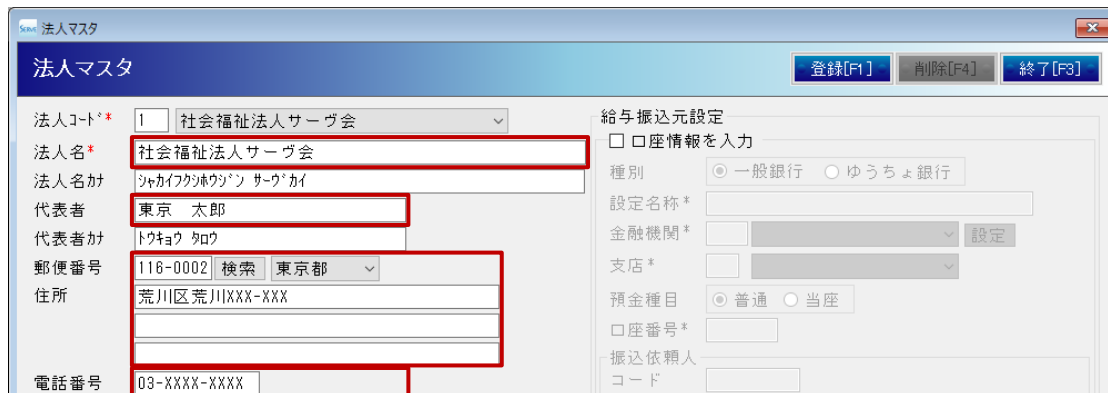 SERVE 法人マスタ
法人マスタ 登録[F1] 削除[F4] 終了[F3]
法人ｺｰﾄﾞ* 1 社会福祉法人サーヴ会
法人名* 社会福祉法人サーヴ会
法人名ｶﾅ ｼｬｶｲﾌｸｼﾎｳｼﾞﾝ ｻｰｳﾞｶｲ
代表者 東京　太郎
代表者ｶﾅ ﾄｳｷｮｳ ﾀﾛｳ
郵便番号 116-0002 検索 東京都
住所 荒川区荒川XXX-XXX
電話番号 03-XXXX-XXXX
給与振込元設定
口座情報を入力
種別 一般銀行 ゆうちょ銀行
設定名称*
金融機関* 設定
支店*
預金種目 普通 当座
口座番号*
振込依頼人
コード